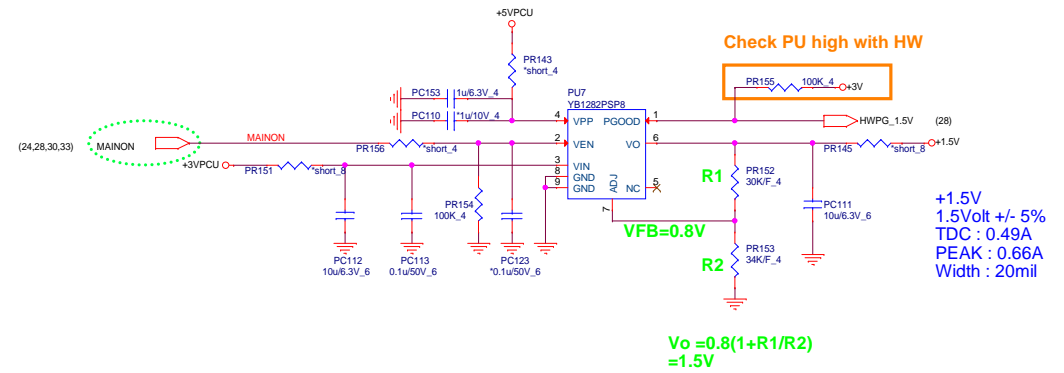 +5VPCU
Check PU high with HW
PR143
*short_4
PR155
100K_4
+3V
PC153
1u/6.3V_4
PC110
*1u/10V_4
PU7
YB1282PSP8
4
VPP
PGOOD
1
HWPG_1.5V
(28)
(24,28,30,33)
MAINON
MAINON
PR156
*short_4
2
VEN
VO
6
PR145
*short_8
+1.5V
+3VPCU
PR151
*short_8
3
VIN
8
GND
9
GND
ADJ
NC
5
7
R1
PR152
30K/F_4
PR154
100K_4
VFB=0.8V
PC111
10u/6.3V_6
R2
PR153
34K/F_4
PC112
10u/6.3V_6
PC113
0.1u/50V_6
PC123
*0.1u/50V_6
+1.5V
1.5Volt +/- 5%
TDC : 0.49A
PEAK : 0.66A
Width : 20mil
Vo =0.8(1+R1/R2)
=1.5V